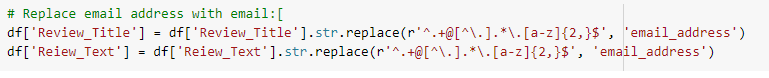 # Replace email address with email:[
df['Review_Title'] = df['Review_Title'].str.replace(r'^.+@[^\.].*\.[a-z]{2,}$', 'email_address')
df['Review_Text'] = df['Reiew_Text'].str.replace(r'^.+@[^\.].*\.[a-z]{2,}$', 'email_address')